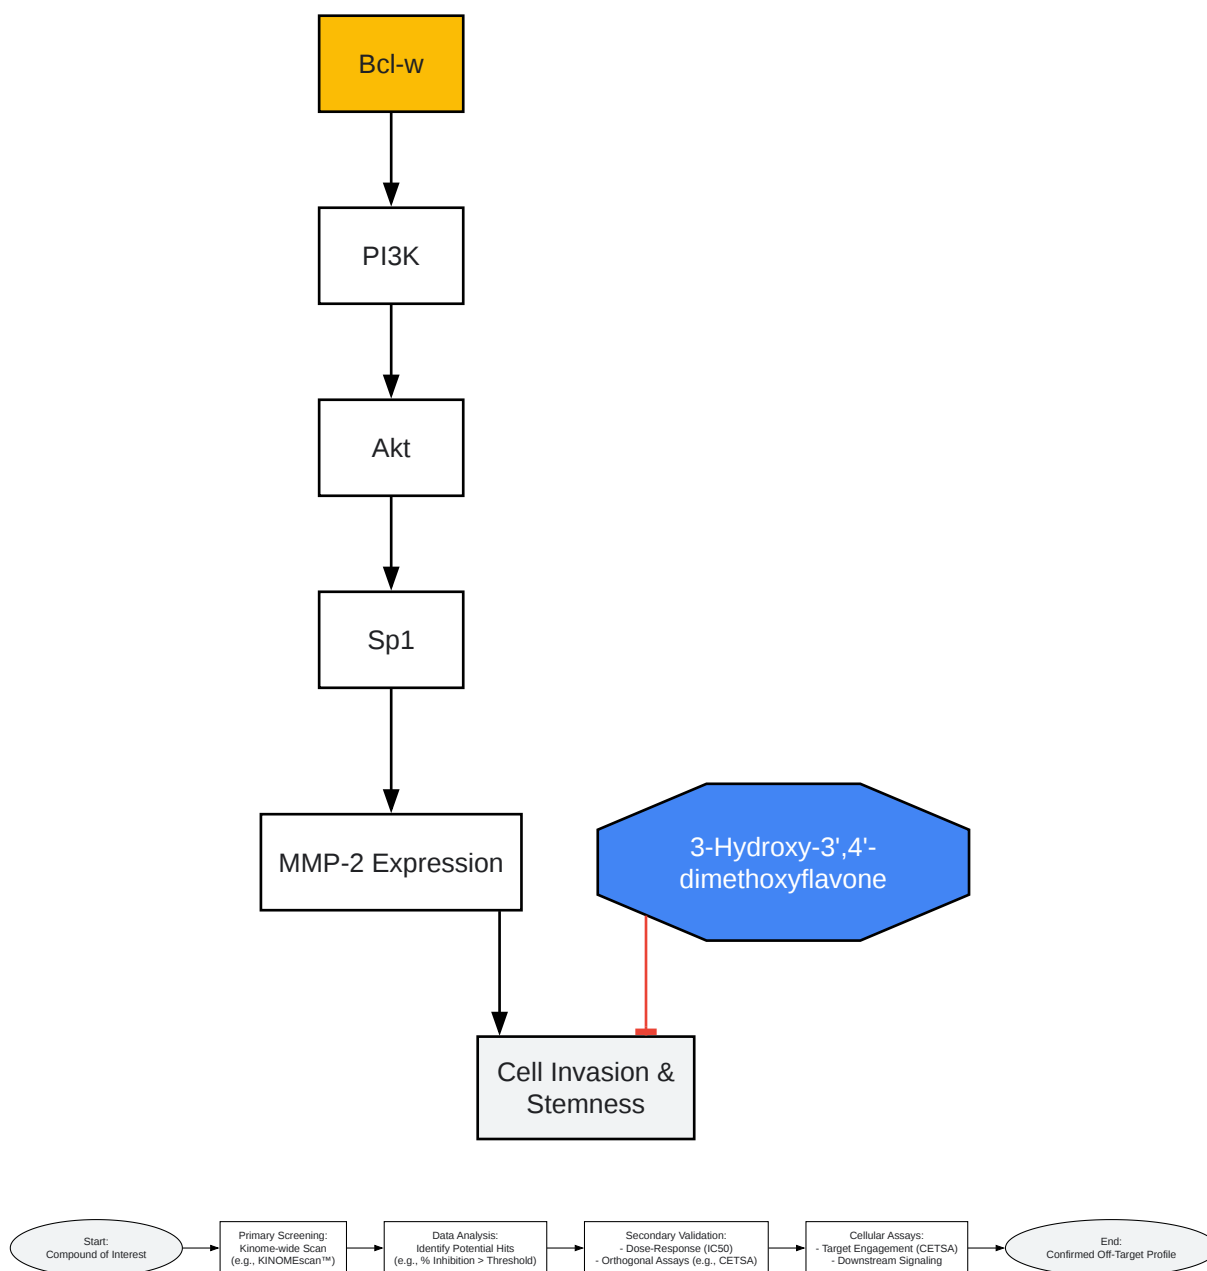 Bcl-w
PI3K
Akt
Sp1
MMP-2 Expression
3-Hydroxy-3',4'-
dimethoxyflavone
Cell Invasion &
Stemness
Start:
Compound of Interest
Primary Screening:
Kinome-wide Scan
(e.g., KINOMEscan™)
Data Analysis:
Identify Potential Hits
(e.g., % Inhibition > Threshold)
Secondary Validation:
- Dose-Response (IC50)
- Orthogonal Assays (e.g., CETSA)
Cellular Assays:
- Target Engagement (CETSA)
- Downstream Signaling
End:
Confirmed Off-Target Profile